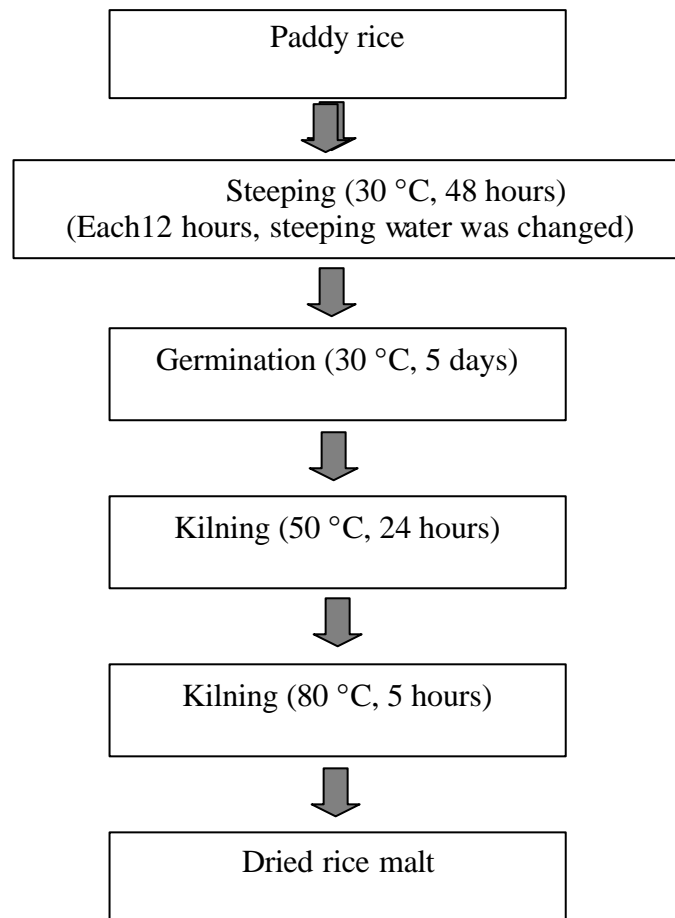 Paddy rice
Steeping (30 °C, 48 hours)
(Each12 hours, steeping water was changed)
Germination (30 °C, 5 days)
Kilning (50 °C, 24 hours)
Kilning (80 °C, 5 hours)
Dried rice malt